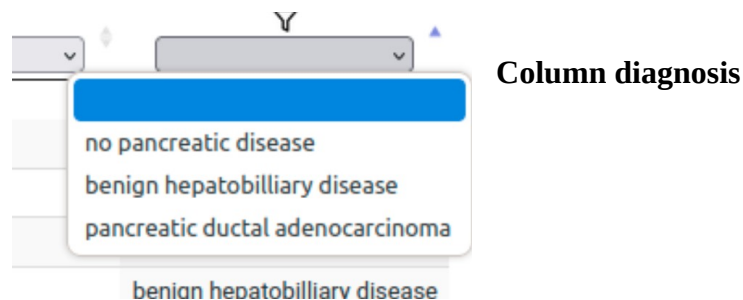 Column diagnosis
no pancreatic disease
benign hepatobilliary disease
pancreatic ductal adenocarcinoma
benign hepatobilliary disease